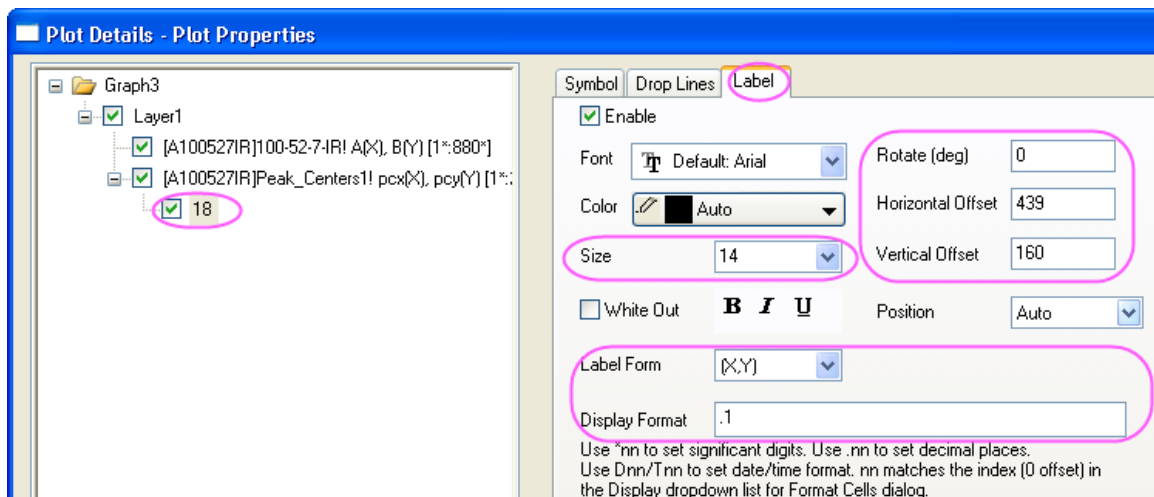 Plot Details - Plot Properties
Graph3
Layer1
[A100527IR]100-52-7-IR! A(X), B(Y) [1*:880*]
[A100527IR]Peak_Centers1! pcx(X), pcy(Y) [1*:
18
Symbol Drop Lines Label
Enable
Font Default: Arial Rotate (deg) 0
Color Auto Horizontal Offset 439
Size 14 Vertical Offset 160
White Out B I U Position Auto
Label Form (X,Y)
Display Format .1
Use *nn to set significant digits. Use .nn to set decimal places.
Use Dnn/Tnn to set date/time format. nn matches the index (0 offset) in
the Display dropdown list for Format Cells dialog.